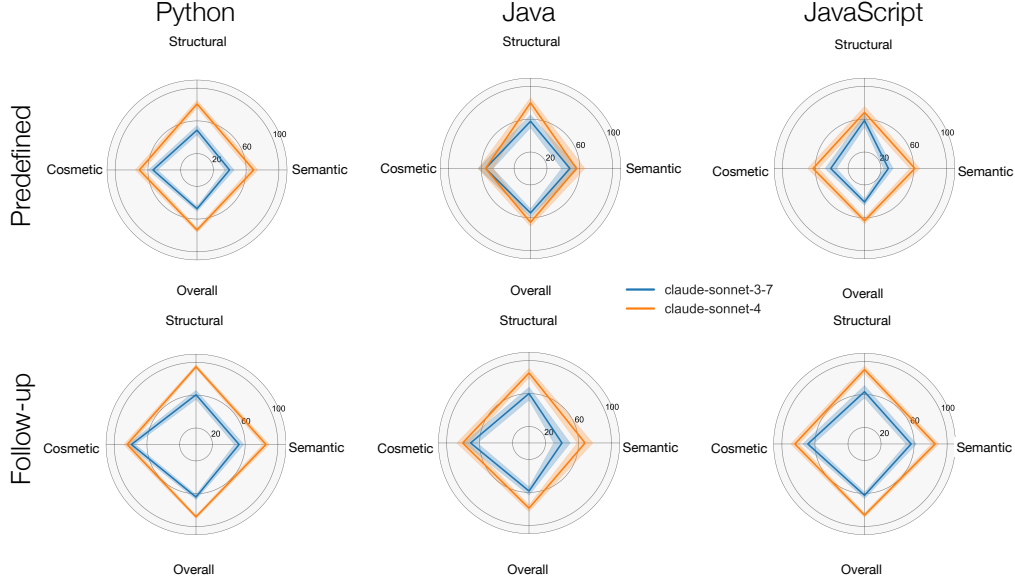 Python
Java
JavaScript
Predefined
Structural
Cosmetic
20
60
100
Semantic
Overall
Structural
Cosmetic
20
60
100
Semantic
Overall
Structural
Cosmetic
20
60
100
Semantic
Overall
claude-sonnet-3-7
claude-sonnet-4
Follow-up
Structural
Cosmetic
20
60
100
Semantic
Overall
Structural
Cosmetic
20
60
100
Semantic
Overall
Structural
Cosmetic
20
60
100
Semantic
Overall